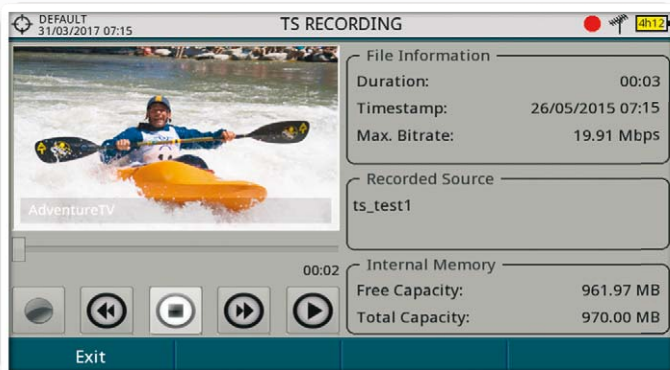 DEFAULT
31/03/2017 07:15
TS RECORDING
4h12
File Information
Duration: 00:03
Timestamp: 26/05/2015 07:15
Max. Bitrate: 19.91 Mbps
AdventureTV
Recorded Source
ts_test1
00:02
Internal Memory
Free Capacity: 961.97 MB
Total Capacity: 970.00 MB
Exit